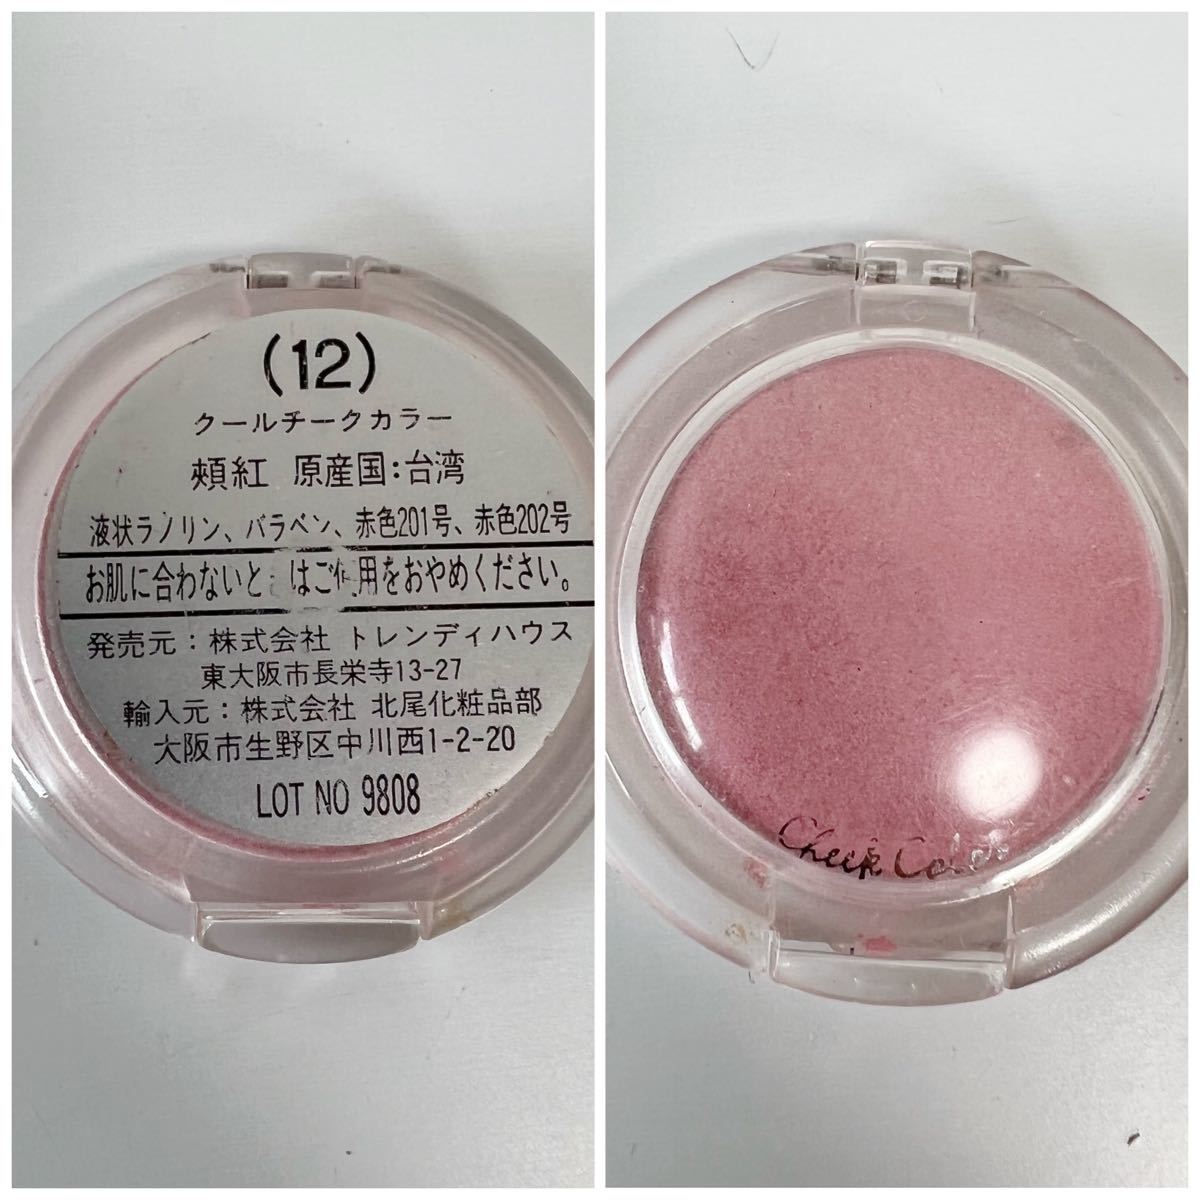 (12)
クールチークカラー
頬紅 原産国:台湾
液状ラノリン、パラベン、赤色201号、赤色202号
お肌に合わないと はご 用をおやめください。
発売元:株式会社 トレンディハウス
東大阪市長栄寺13-27
輸入元:株式会社 北尾化粧品部
大阪市生野区中川西1-2-20
LOT NO 9808
Cheek Color